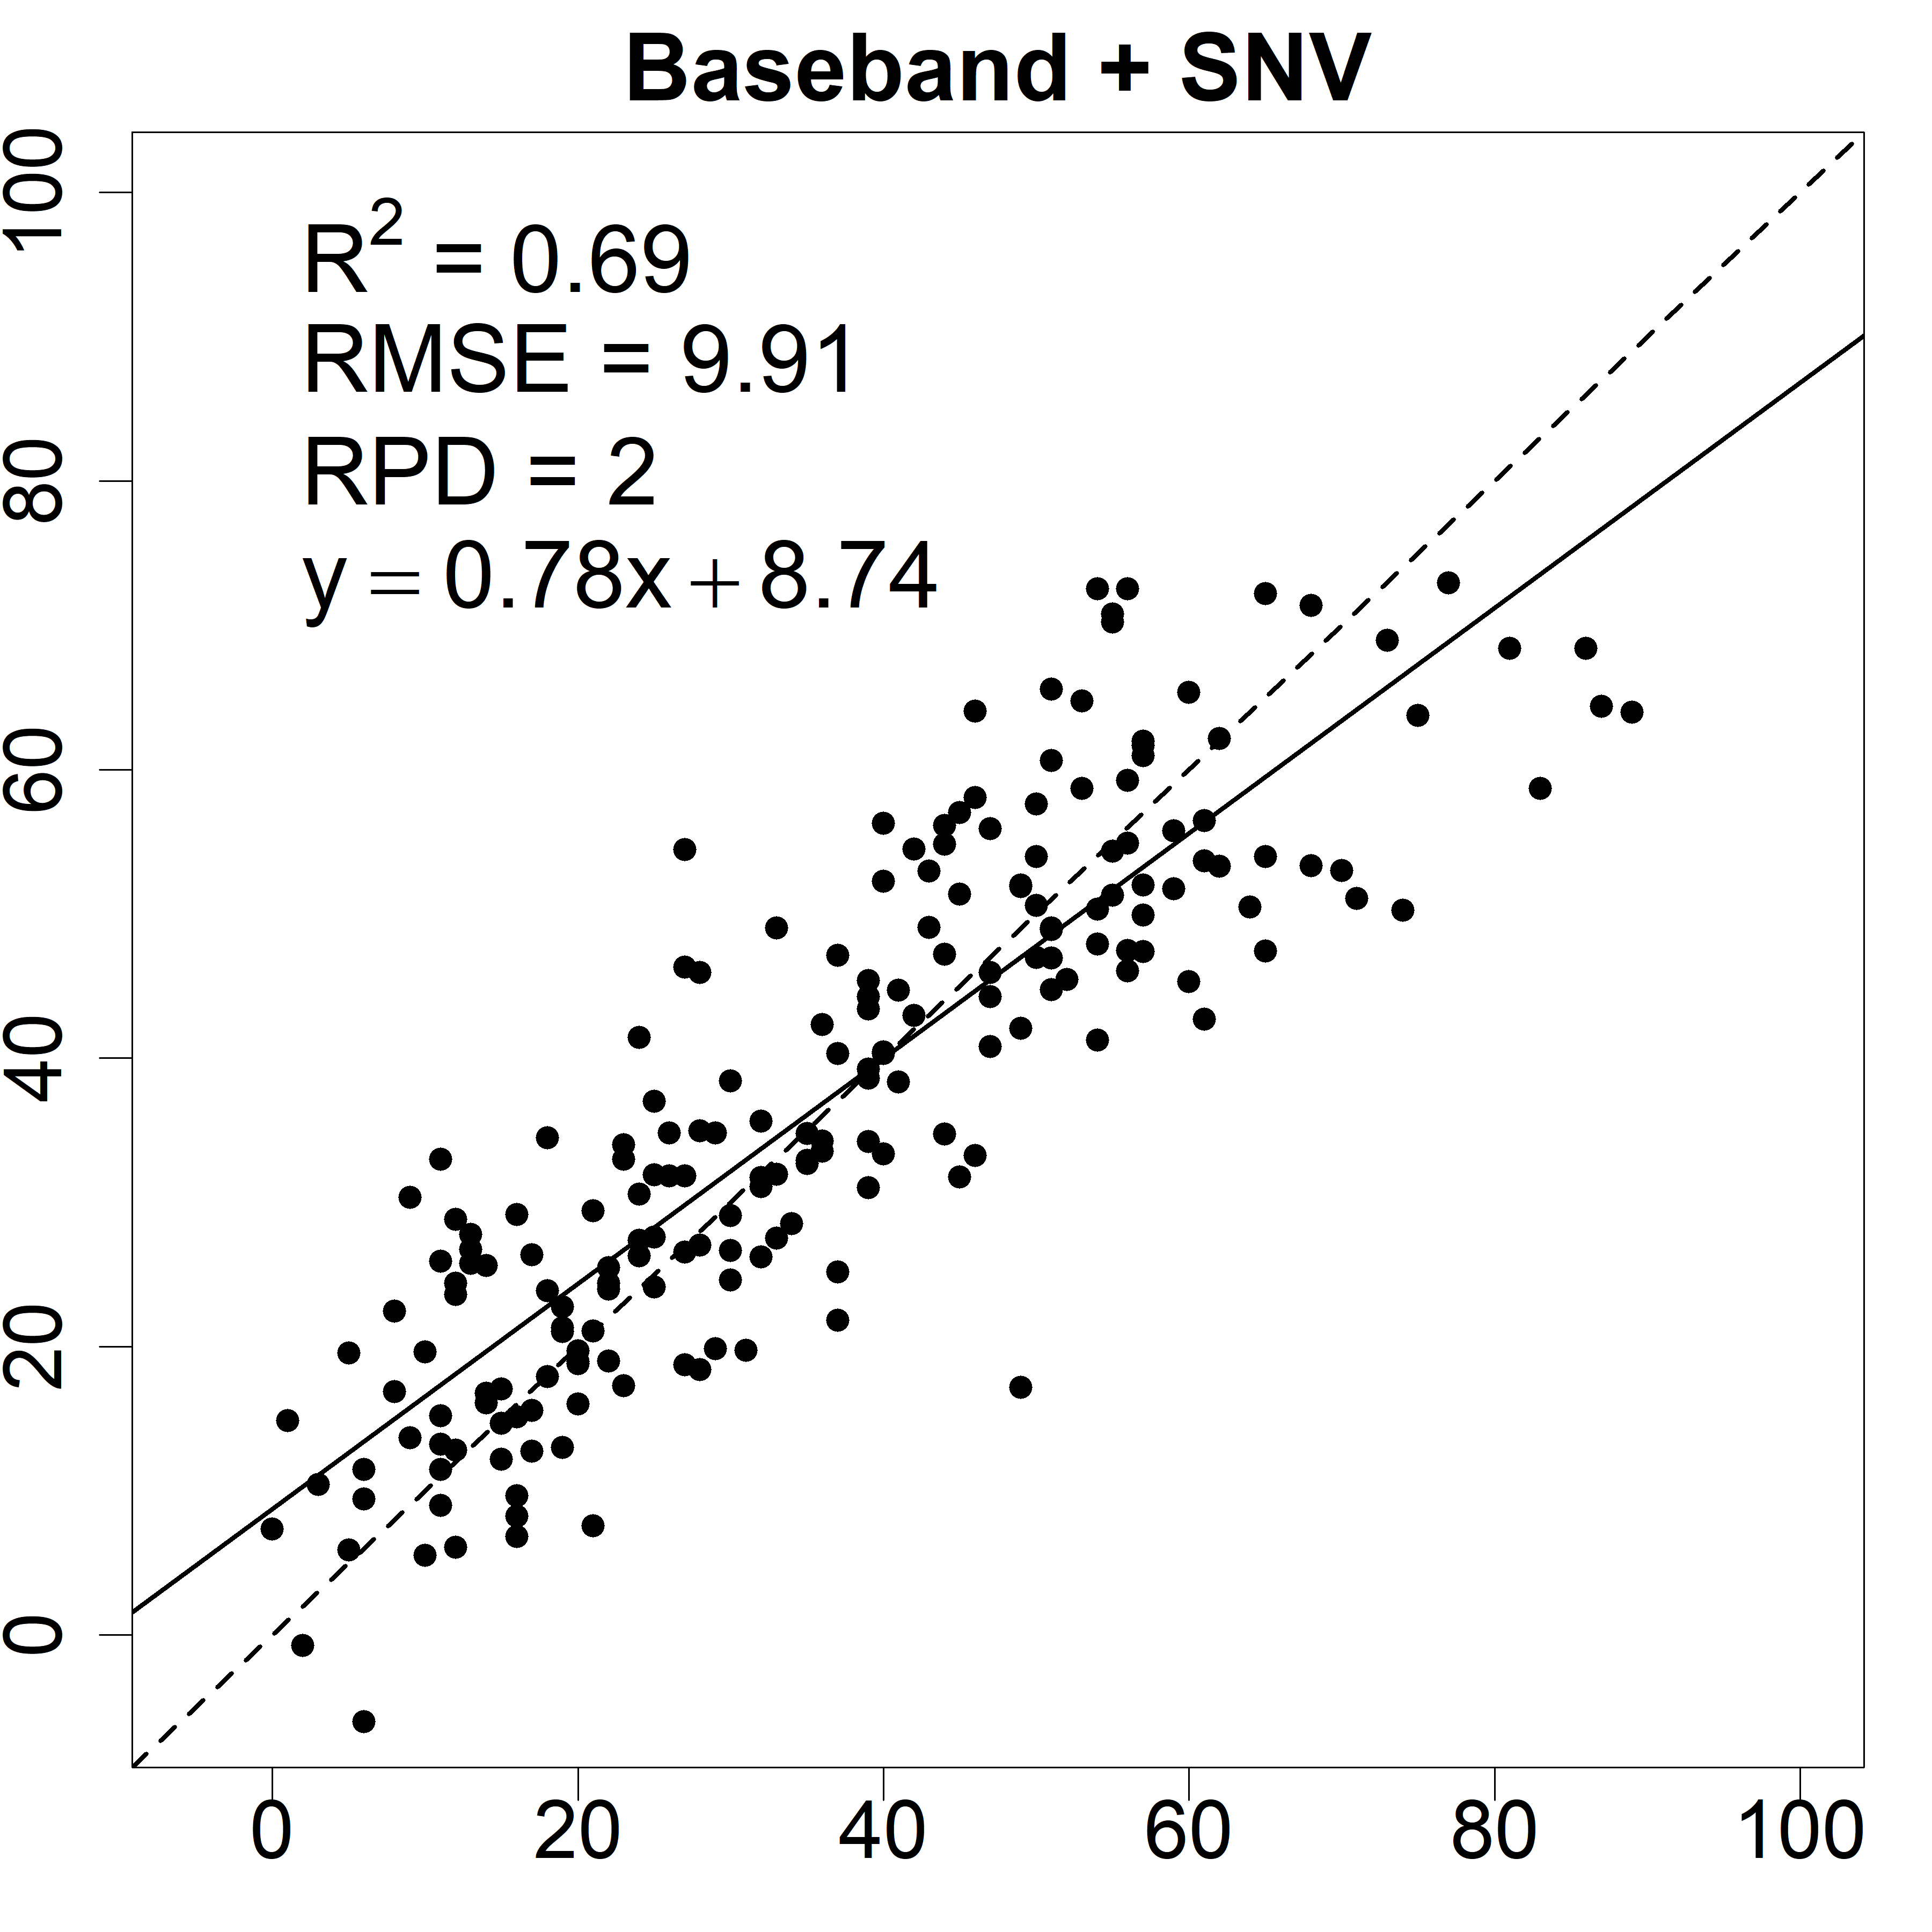 Baseband + SNV
R² = 0.69
RMSE = 9.91
RPD = 2
y = 0.78x + 8.74
100
80
60
40
20
0
0 20 40 60 80 100